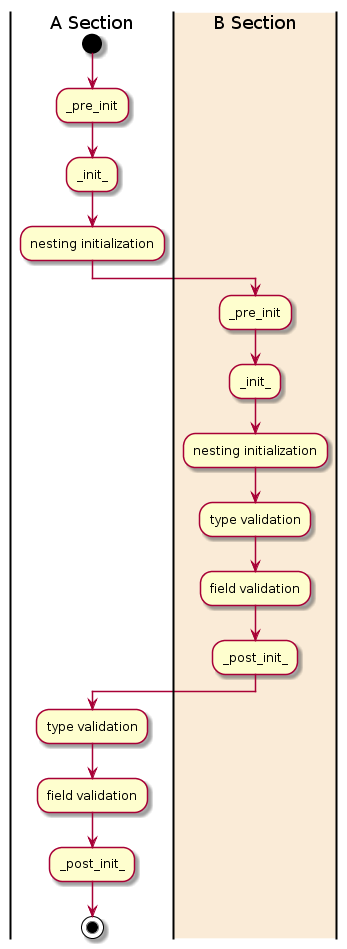 A Section
B Section
_pre_init
_init_
nesting initialization
_pre_init
_init_
nesting initialization
type validation
field validation
_post_init_
type validation
field validation
_post_init_